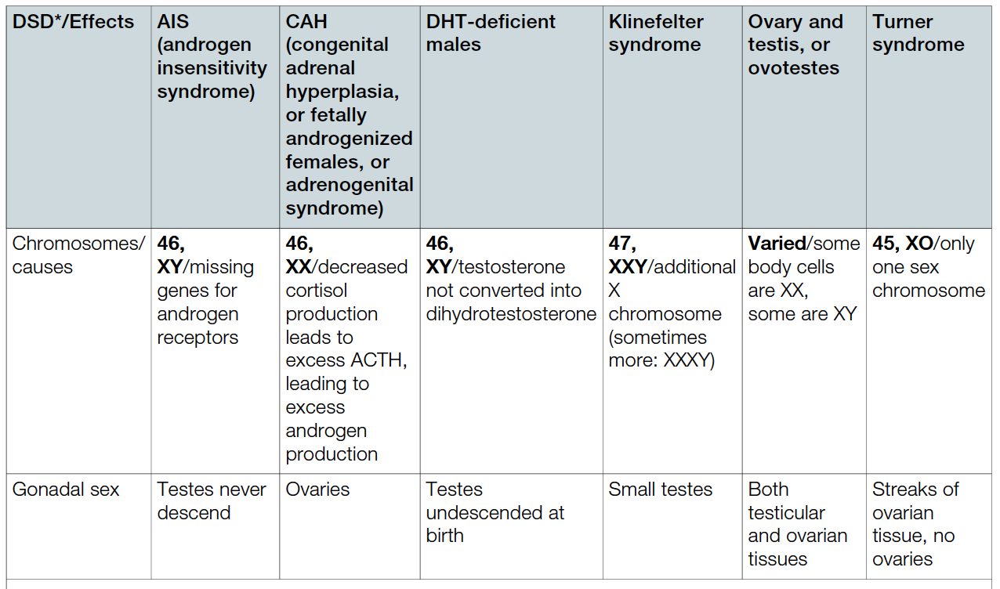 DSD*/Effects
AIS
(androgen
insensitivity
syndrome)
CAH
(congenital
adrenal
hyperplasia,
or fetally
androgenized
females, or
adrenogenital
syndrome)
DHT-deficient
males
Klinefelter
syndrome
Ovary and
testis, or
ovotestes
Turner
syndrome
Chromosomes/
causes
46,
XY/missing
genes for
androgen
receptors
46,
XX/decreased
cortisol
production
leads to
excess ACTH,
leading to
excess
androgen
production
46,
XY/testosterone
not converted into
dihydrotestosterone
47,
XXY/additional
X
chromosome
(sometimes
more: XXXY)
Varied/some
body cells
are XX,
some are XY
45, XO/only
one sex
chromosome
Gonadal sex
Testes never
descend
Ovaries
Testes
undescended at
birth
Small testes
Both
testicular
and ovarian
tissues
Streaks of
ovarian
tissue, no
ovaries